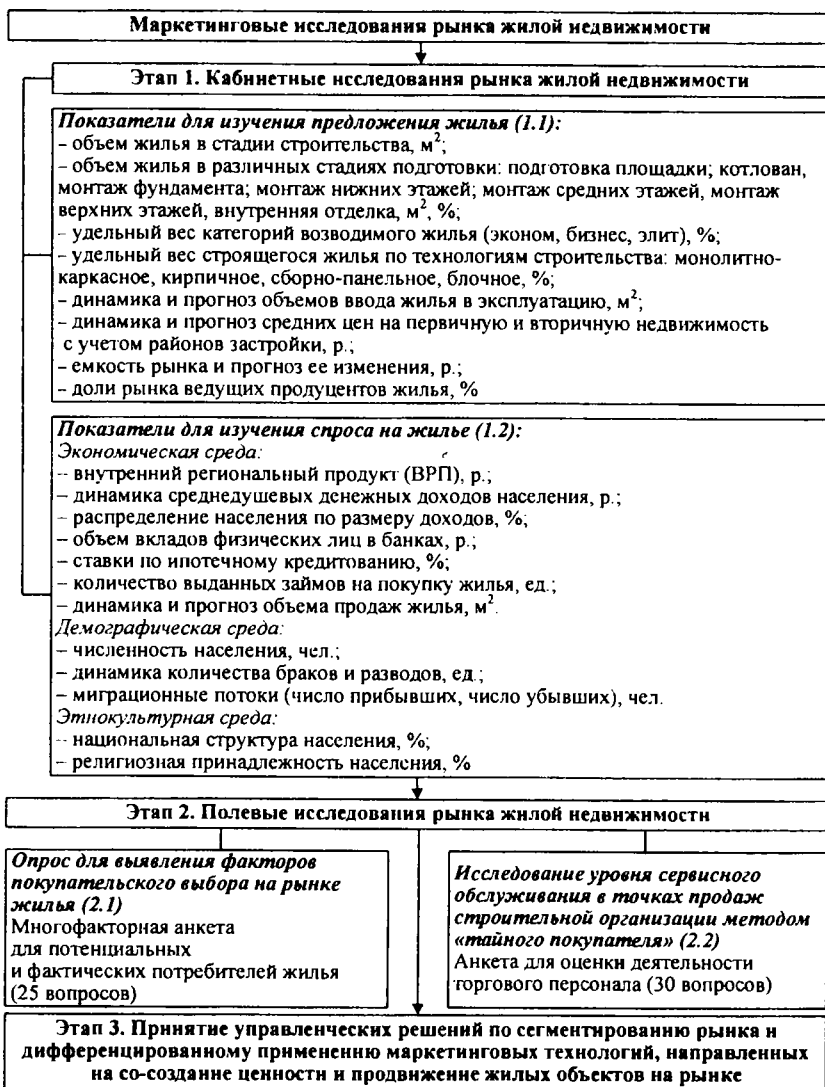 Маркетинговые исследования рынка жилой недвижимости
Этап 1. Кабинетные исследования рынка жилой недвижимости
Показатели для изучения предложения жилья (1.1):
– объем жилья в стадии строительства, м²;
– объем жилья в различных стадиях подготовки: подготовка площадки; котлован,
монтаж фундамента; монтаж нижних этажей; монтаж средних этажей, монтаж
верхних этажей, внутренняя отделка, м², %;
– удельный вес категорий возводимого жилья (эконом, бизнес, элит), %;
– удельный вес строящегося жилья по технологиям строительства: монолитно-
каркасное, кирпичное, сборно-панельное, блочное, %;
– динамика и прогноз объемов ввода жилья в эксплуатацию, м²;
– динамика и прогноз средних цен на первичную и вторичную недвижимость
с учетом районов застройки, р.;
– емкость рынка и прогноз ее изменения, р.;
– доли рынка ведущих продуцентов жилья, %
Показатели для изучения спроса на жилье (1.2):
Экономическая среда:
– внутренний региональный продукт (ВРП), р.;
– динамика среднедушевых денежных доходов населения, р.;
– распределение населения по размеру доходов, %;
– объем вкладов физических лиц в банках, р.;
– ставки по ипотечному кредитованию, %;
– количество выданных займов на покупку жилья, ед.;
– динамика и прогноз объема продаж жилья, м².
Демографическая среда:
– численность населения, чел.;
– динамика количества браков и разводов, ед.;
– миграционные потоки (число прибывших, число убывших), чел.
Этнокультурная среда:
– национальная структура населения, %;
– религиозная принадлежность населения, %
Этап 2. Полевые исследования рынка жилой недвижимости
Опрос для выявления факторов
покупательского выбора на рынке
жилья (2.1)
Многофакторная анкета
для потенциальных
и фактических потребителей жилья
(25 вопросов)
Исследование уровня сервисного
обслуживания в точках продаж
строительной организации методом
«тайного покупателя» (2.2)
Анкета для оценки деятельности
торгового персонала (30 вопросов)
Этап 3. Принятие управленческих решений по сегментированию рынка и
дифференцированному применению маркетинговых технологий, направленных
на со-создание ценности и продвижение жилых объектов на рынке